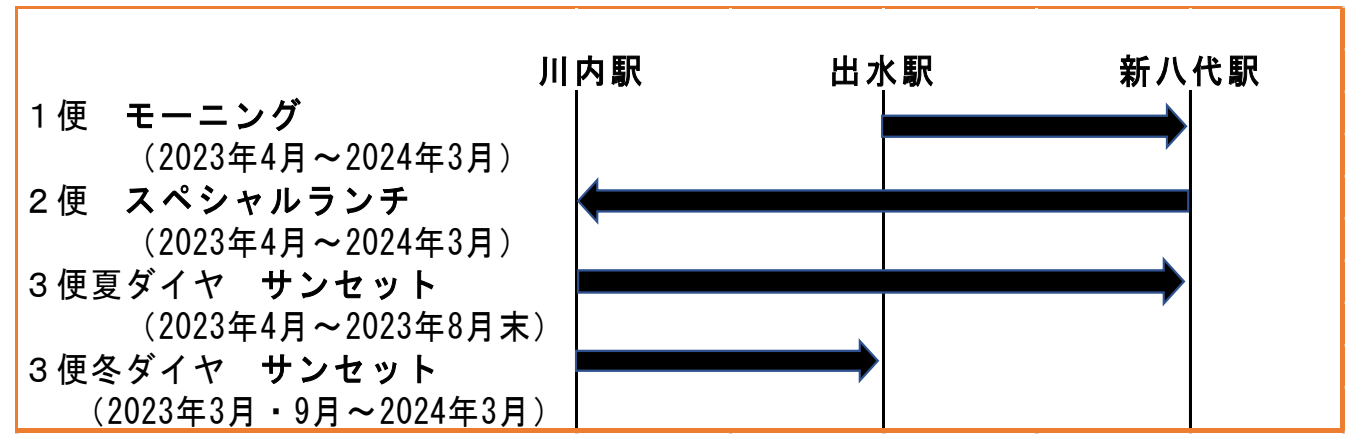 川内駅 出水駅 新八代駅
１便 モーニング
（2023年4月～2024年3月）
２便 スペシャルランチ
（2023年4月～2024年3月）
３便夏ダイヤ サンセット
（2023年4月～2023年8月末）
３便冬ダイヤ サンセット
（2023年3月・9月～2024年3月）